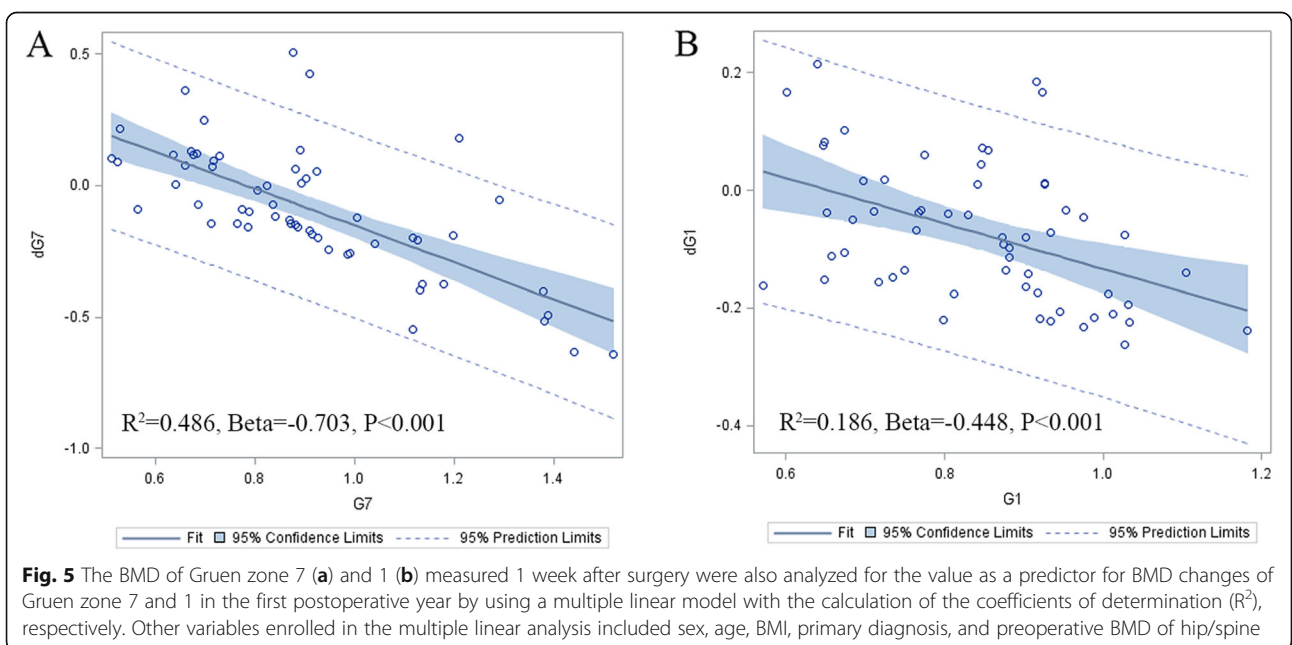 A
0.5
0.0
-0.5
-1.0
dG7
R²=0.486, Beta=-0.703, P<0.001
0.6 0.8 1.0 1.2 1.4
G7
Fit 95% Confidence Limits 95% Prediction Limits
B
0.2
0.0
-0.2
-0.4
dG1
R²=0.186, Beta=-0.448, P<0.001
0.6 0.8 1.0 1.2
G1
Fit 95% Confidence Limits 95% Prediction Limits
Fig. 5 The BMD of Gruen zone 7 (a) and 1 (b) measured 1 week after surgery were also analyzed for the value as a predictor for BMD changes of
Gruen zone 7 and 1 in the first postoperative year by using a multiple linear model with the calculation of the coefficients of determination (R²),
respectively. Other variables enrolled in the multiple linear analysis included sex, age, BMI, primary diagnosis, and preoperative BMD of hip/spine